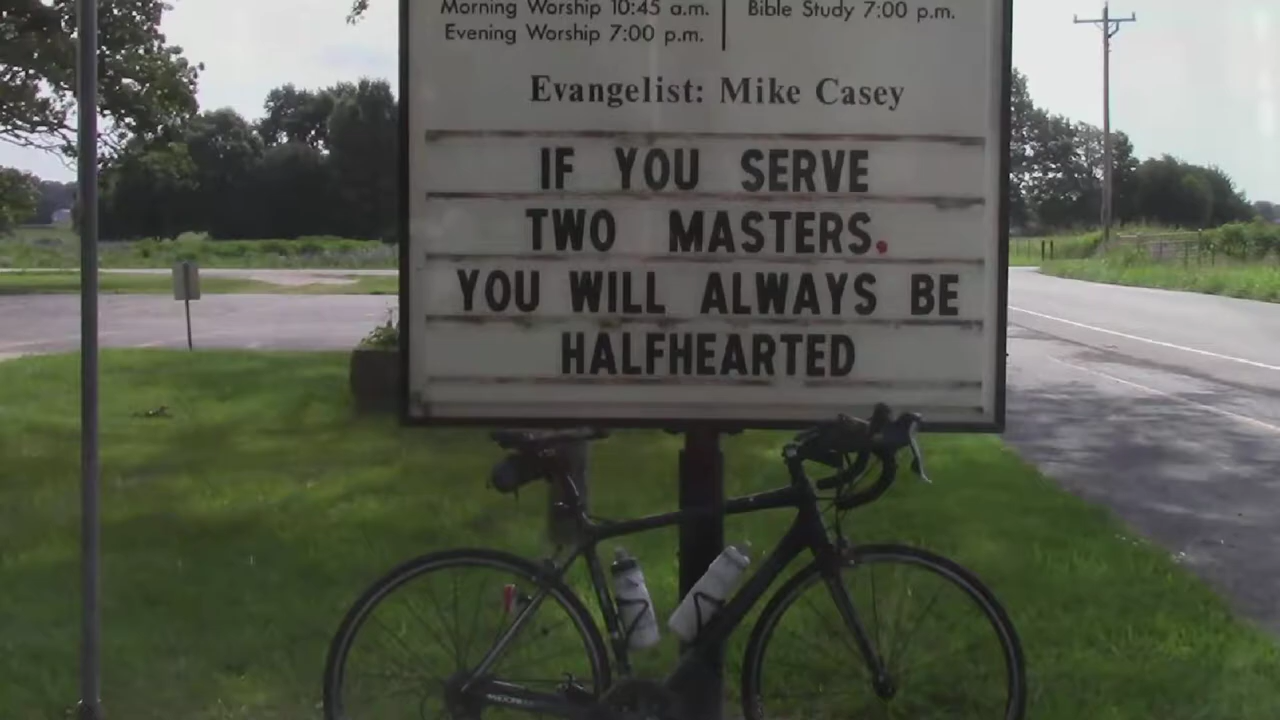 Morning Worship 10:45 a.m. Bible Study 7:00 p.m.
Evening Worship 7:00 p.m.
Evangelist: Mike Casey
IF YOU SERVE
TWO MASTERS.
YOU WILL ALWAYS BE
HALFHEARTED